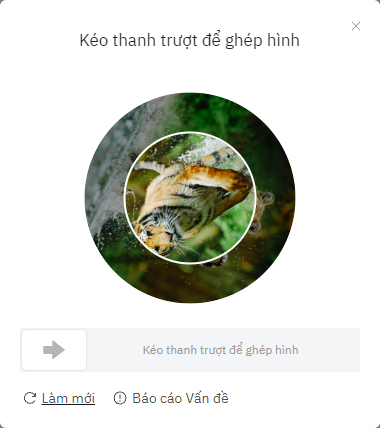 Kéo thanh trượt để ghép hình
Kéo thanh trượt để ghép hình
Làm mới
Báo cáo Vấn đề